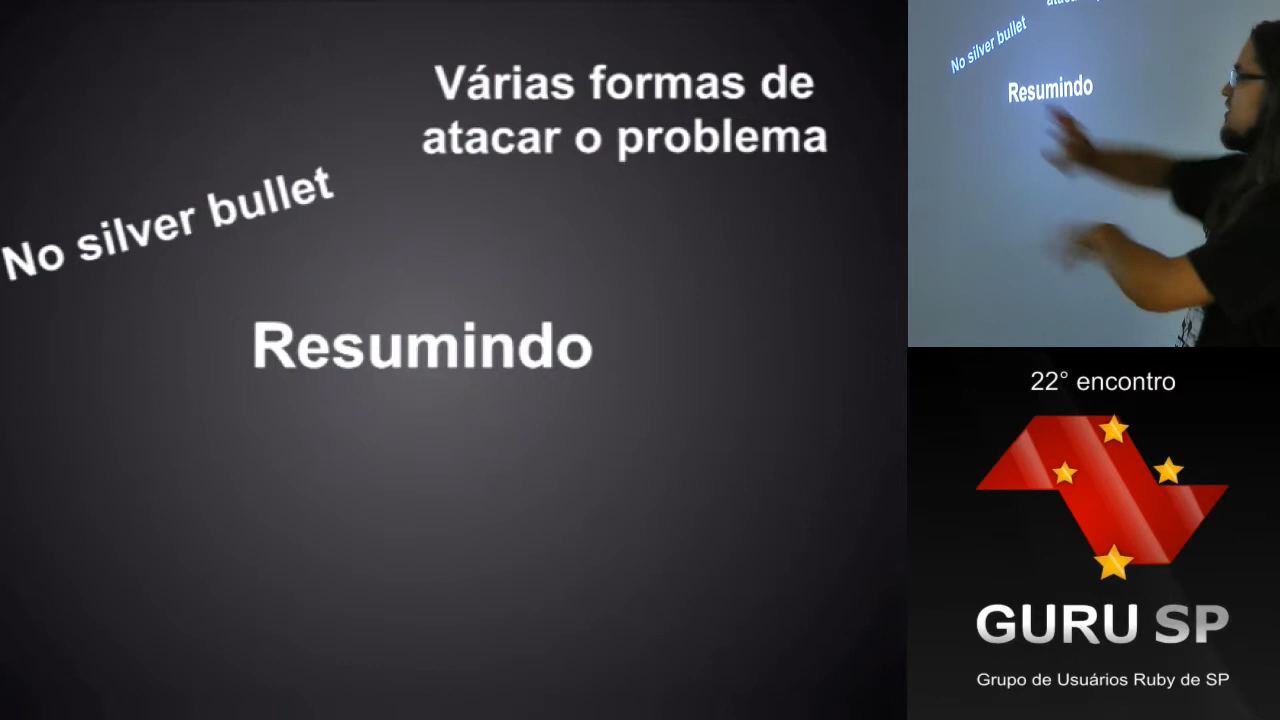 Várias formas de
atacar o problema
No silver bullet
Resumindo
No silver bullet
Resumindo
22° encontro
GURU SP
Grupo de Usuários Ruby de SP